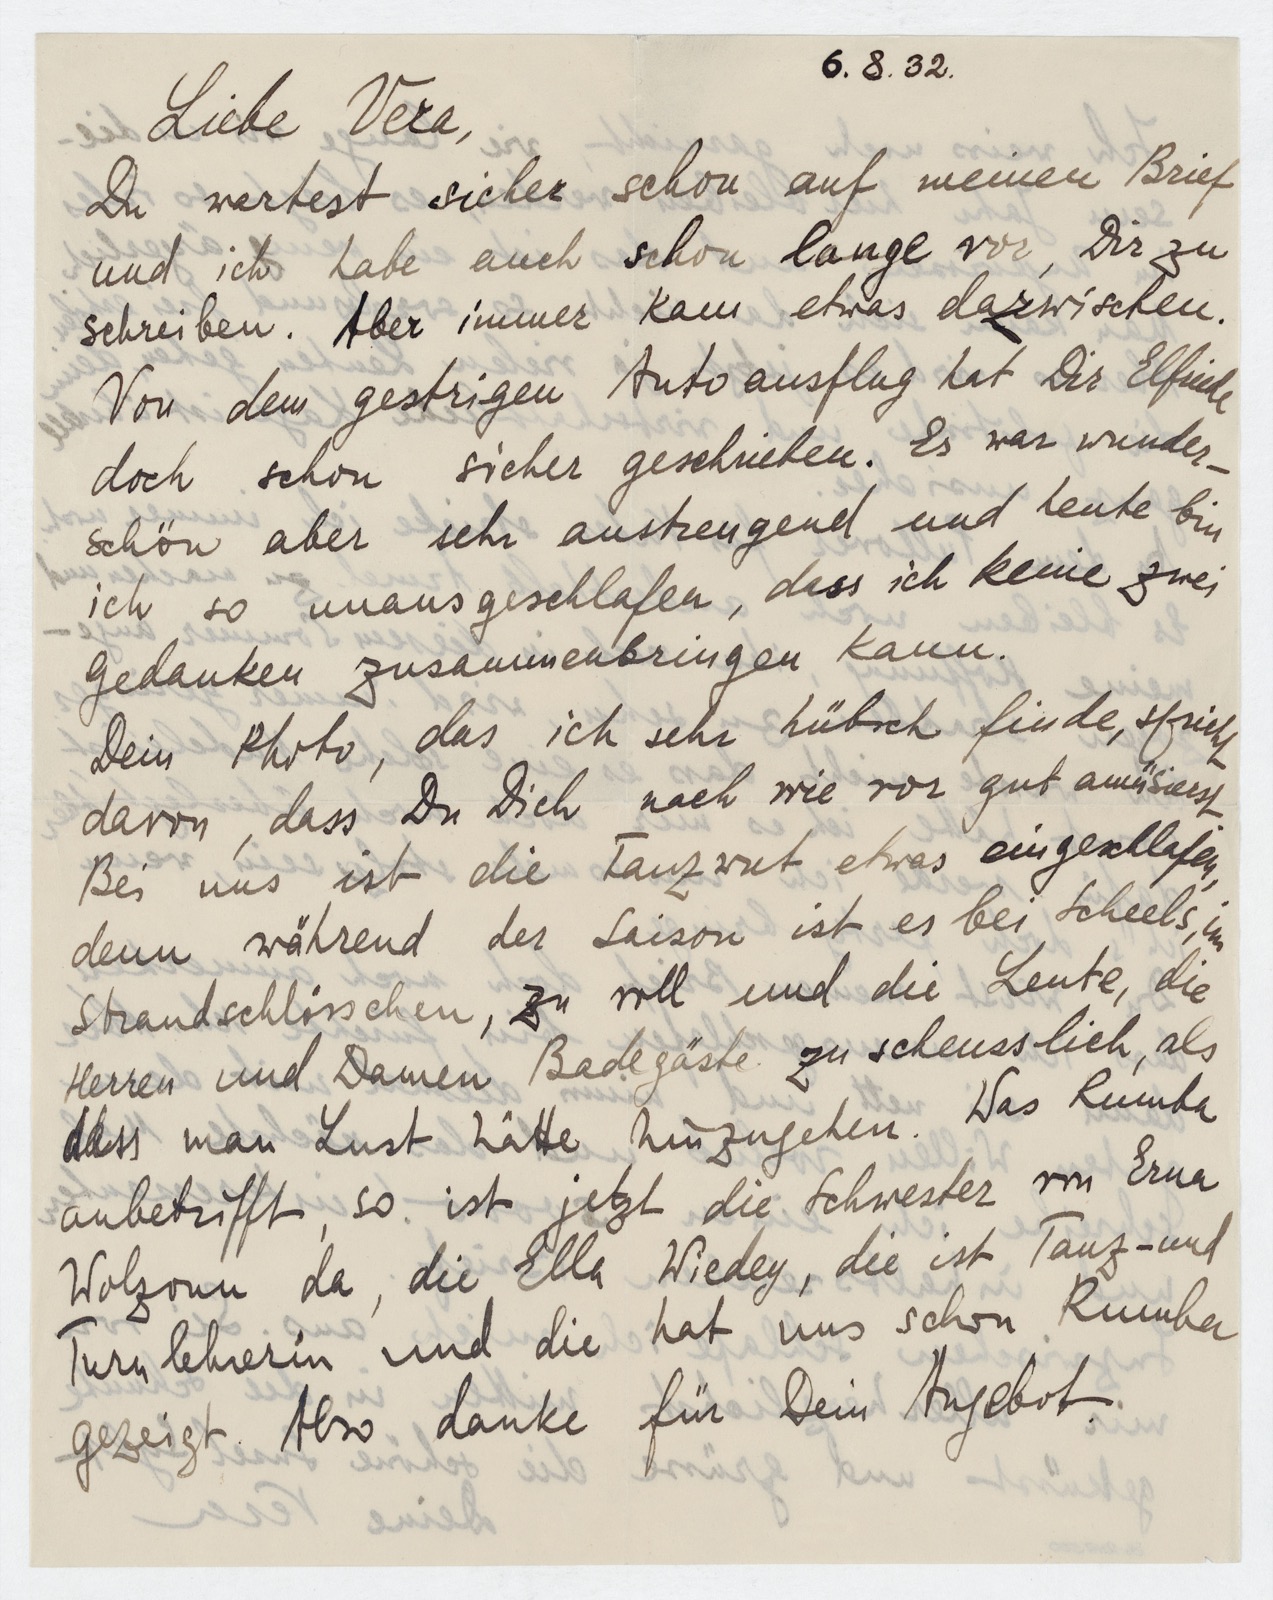 6. 8. 32.
Liebe Vera,
Du wartest sicher schon auf meinen Brief
und ich habe auch schon lange vor, Dir zu
schreiben. Aber immer kam etwas dazwischen.
Von dem gestrigen Autoausflug hat Dir Elfriede
doch schon sicher geschrieben. Es war wunder-
schön aber sehr anstrengend und heute bin
ich so unausgeschlafen, dass ich keine zwei
Gedanken zusammenbringen kann.
Dein Photo, das ich sehr hübsch finde, spricht
davon, dass Du Dich nach wie vor gut amüsierst
Bei uns ist die Tanzwut etwas eingeschlafen,
denn während der Saison ist es bei Scheels, im
Strandschlösschen, zu voll und die Leute, die
Herren und Damen Badegäste zu scheusslich, als
dass man Lust hätte hinzugehen. Was Rumba
anbetrifft, so ist jetzt die Schwester von Erna
Wolzonn da, die Ella Wiedey, die ist Tanz-und
Turnlehrerin und die hat uns schon Rumba
gezeigt. Also danke für Dein Angebot.